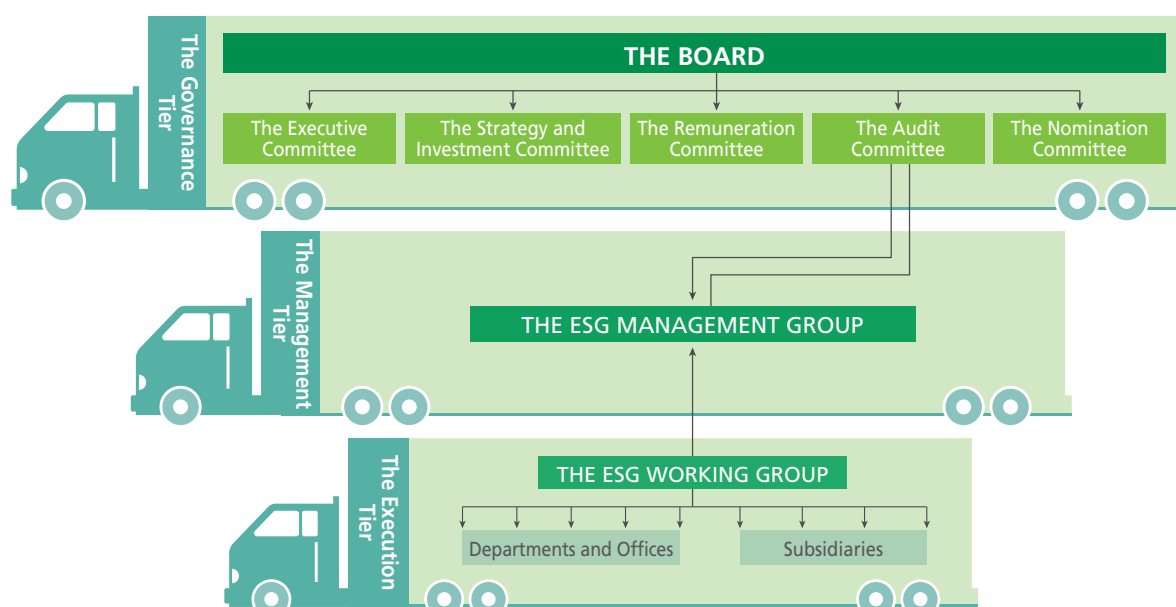 The Governance
Tier
THE BOARD
The Executive
Committee
The Strategy and
Investment Committee
The Remuneration
Committee
The Audit
Committee
The Nomination
Committee
The Management
Tier
THE ESG MANAGEMENT GROUP
The Execution
Tier
THE ESG WORKING GROUP
Departments and Offices
Subsidiaries